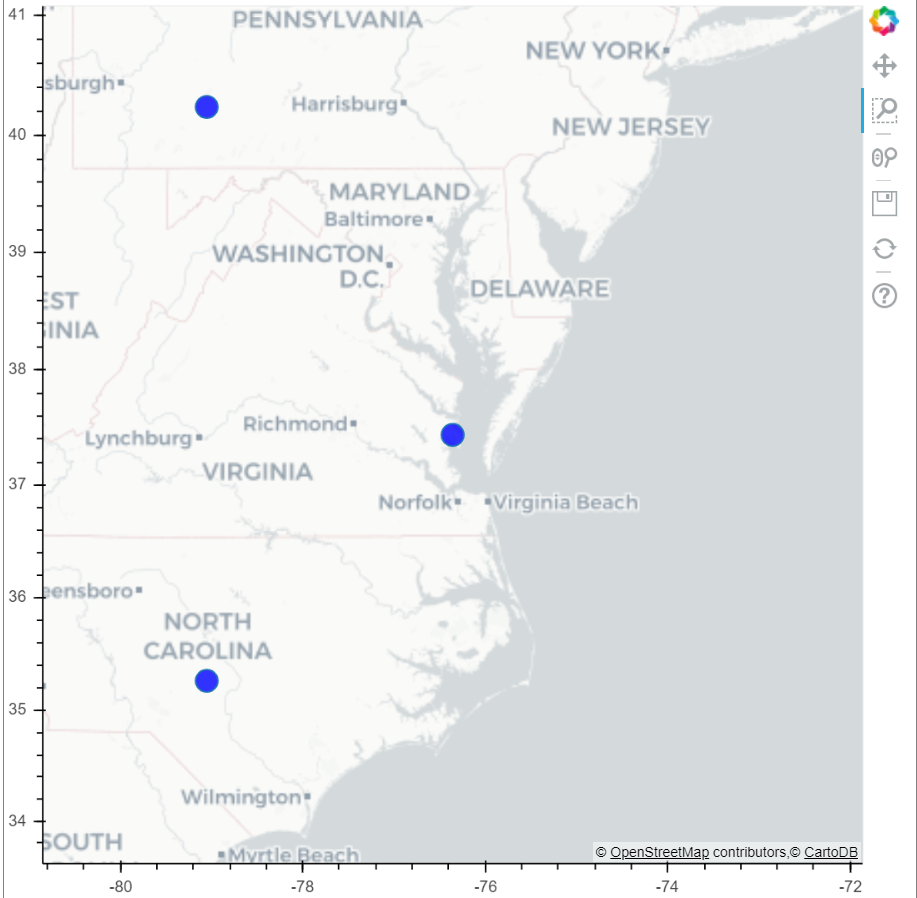 41
PENNSYLVANIA
NEW YORK
sburgh
Harrisburg
40
NEW JERSEY
MARYLAND
Baltimore
39
WASHINGTON
D.C.
DELAWARE
EST
GINIA
38
Richmond
Lynchburg
VIRGINIA
37
Norfolk
Virginia Beach
36
eensboro
NORTH
CAROLINA
35
Wilmington
34
SOUTH
Myrtle Beach
© OpenStreetMap contributors,© CartoDB
-80 -78 -76 -74 -72